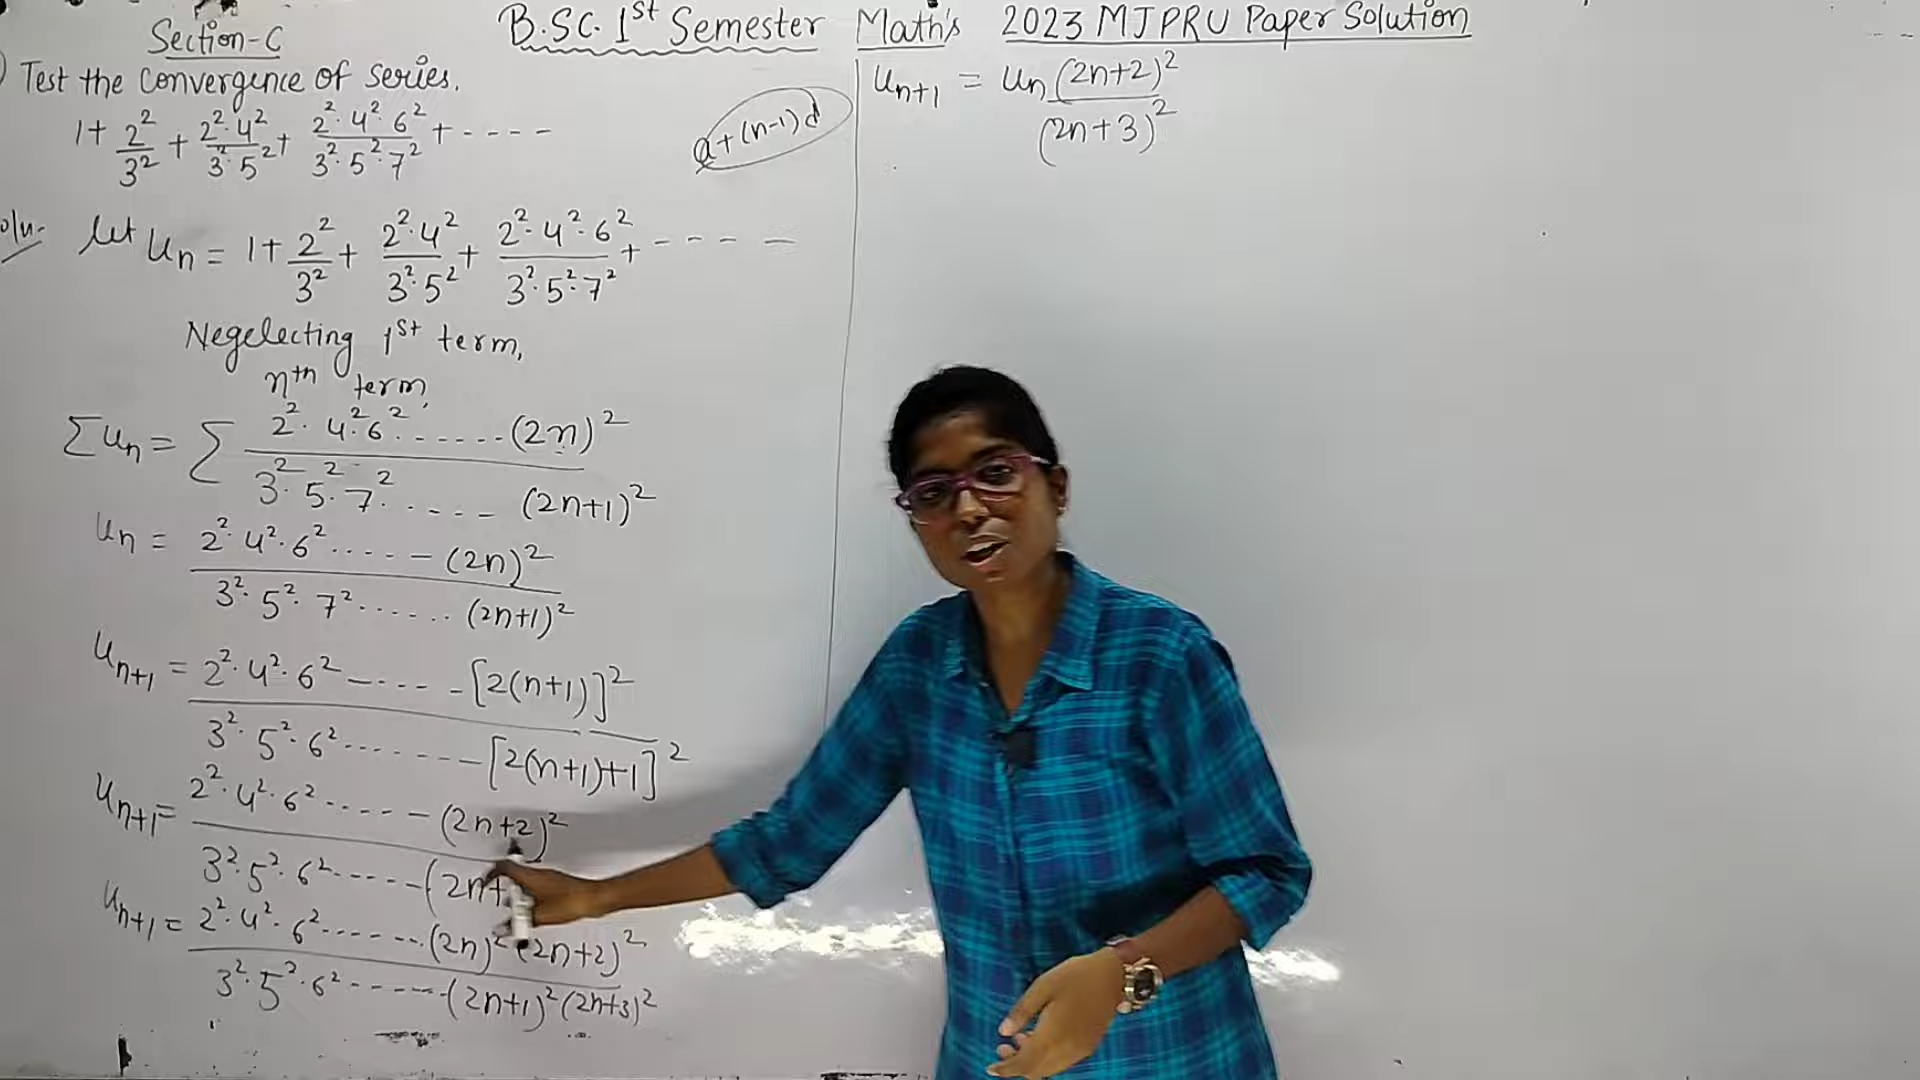 Section-C
B.SC. 1st Semester Math's 2023 MJPRU Paper Solution
) Test the convergence of series.
1 + 2²/3² + 2²·4²/3²·5² + 2²·4²·6²/3²·5²·7² + ----
a+(n-1)d
Solu- let Un = 1 + 2²/3² + 2²·4²/3²·5² + 2²·4²·6²/3²·5²·7² + ----
Negelecting 1st term,
nth term,
Σun = Σ 2²·4²·6²......(2n)² / 3²·5²·7²......(2n+1)²
un = 2²·4²·6².....(2n)² / 3²·5²·7²......(2n+1)²
un+1 = 2²·4²·6².....[2(n+1)]² / 3²·5²·6²........[2(n+1)+1]²
un+1 = 2²·4²·6²......(2n+2)² / 3²·5²·6²......(2n+
un+1 = 2²·4²·6².......(2n)² (2n+2)² / 3²·5²·6².......(2n+1)² (2n+3)²
un+1 = un (2n+2)² / (2n+3)²